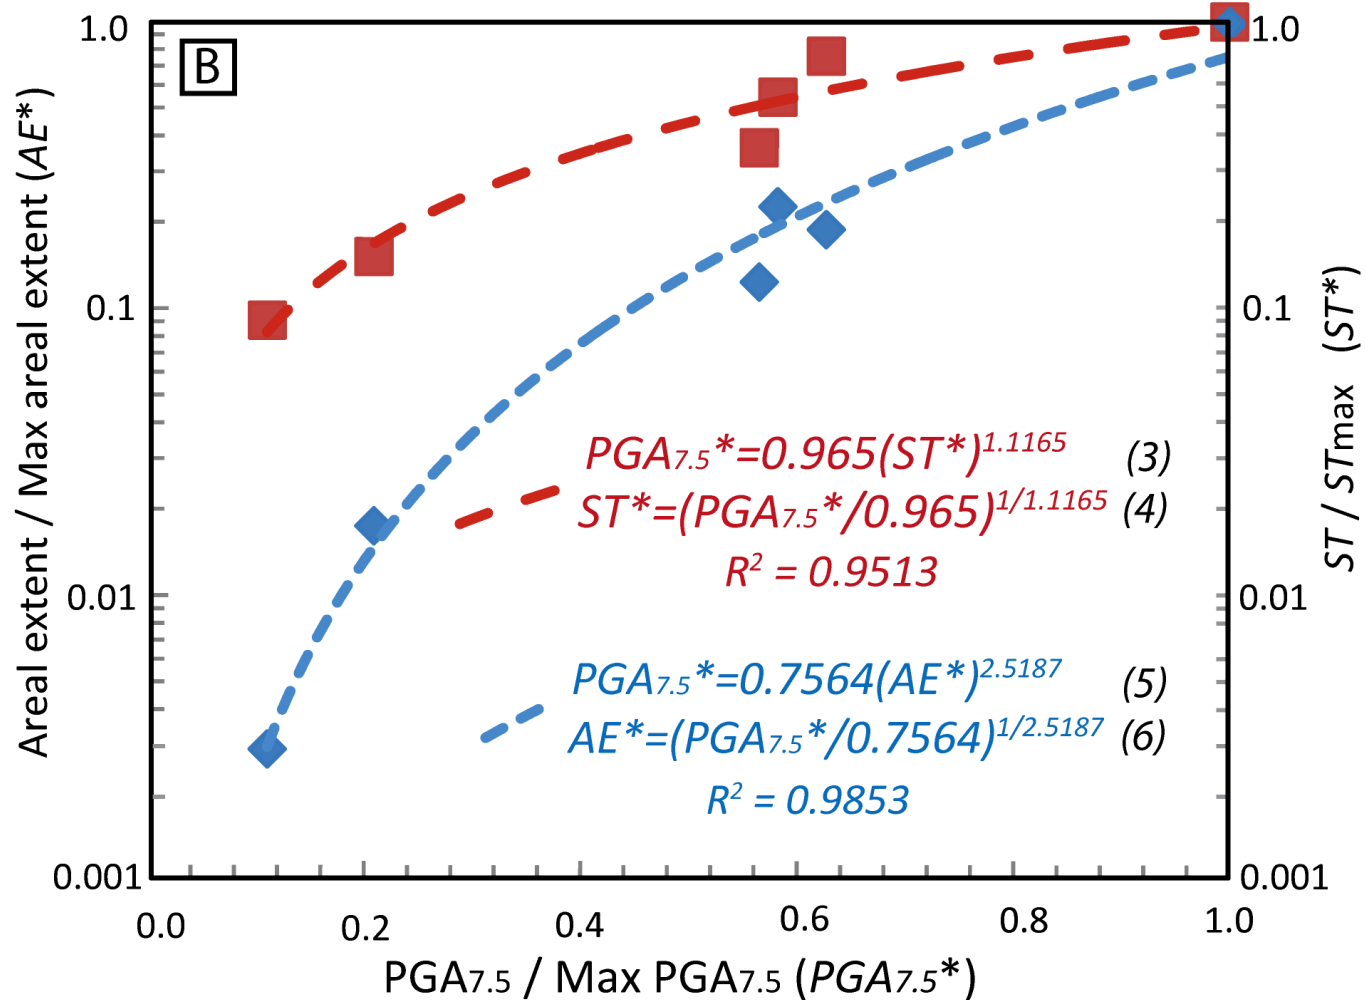 B
1.0
0.1
0.01
0.001
Areal extent / Max areal extent (AE*)
1.0
0.1
0.01
0.001
ST / STmax (ST*)
PGA7.5*=0.965(ST*)^1.1165 (3)
ST*=(PGA7.5*/0.965)^1/1.1165 (4)
R² = 0.9513
PGA7.5*=0.7564(AE*)^2.5187 (5)
AE*=(PGA7.5*/0.7564)^1/2.5187 (6)
R² = 0.9853
0.0 0.2 0.4 0.6 0.8 1.0
PGA7.5 / Max PGA7.5 (PGA7.5*)